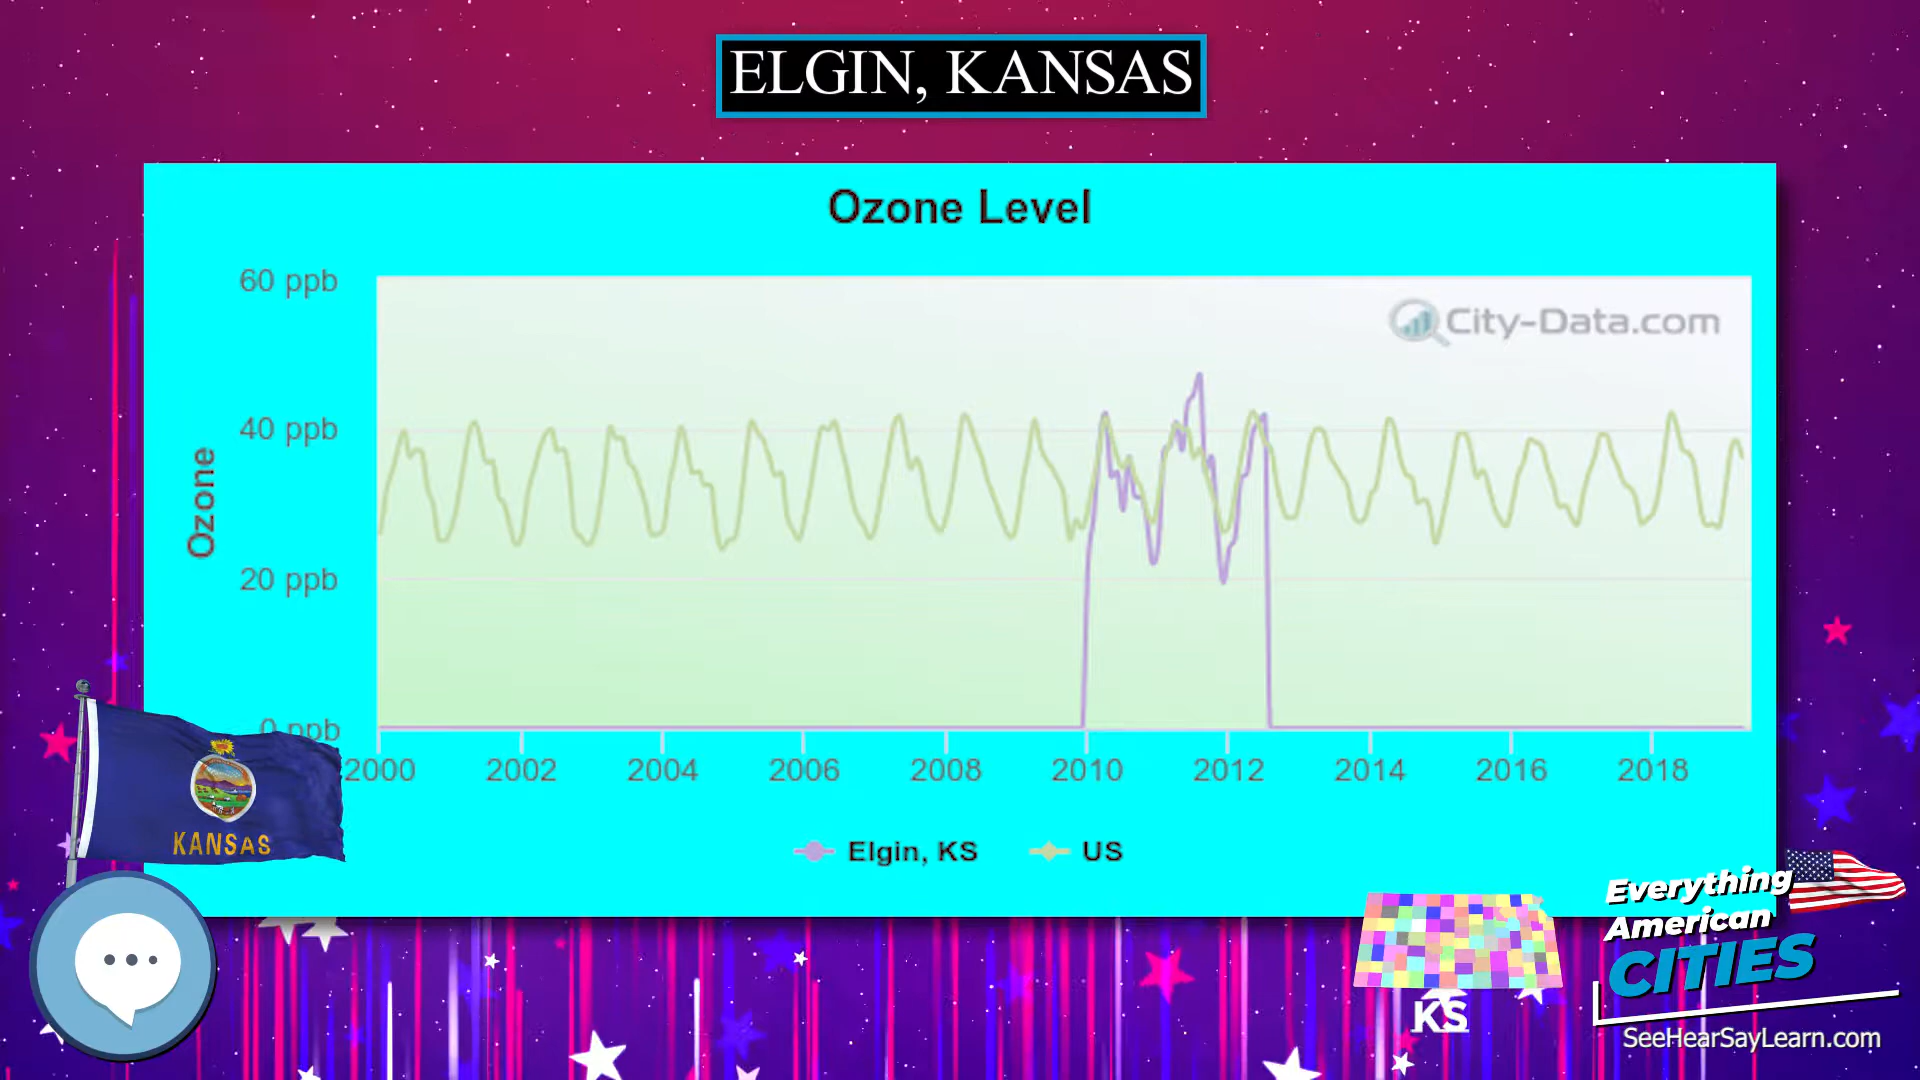 ELGIN, KANSAS
Ozone Level
60 ppb
City-Data.com
40 ppb
Ozone
20 ppb
0 ppb
2000 2002 2004 2006 2008 2010 2012 2014 2016 2018
KANSAS
Elgin, KS US
Everything
American
CITIES
KS
SeeHearSayLearn.com